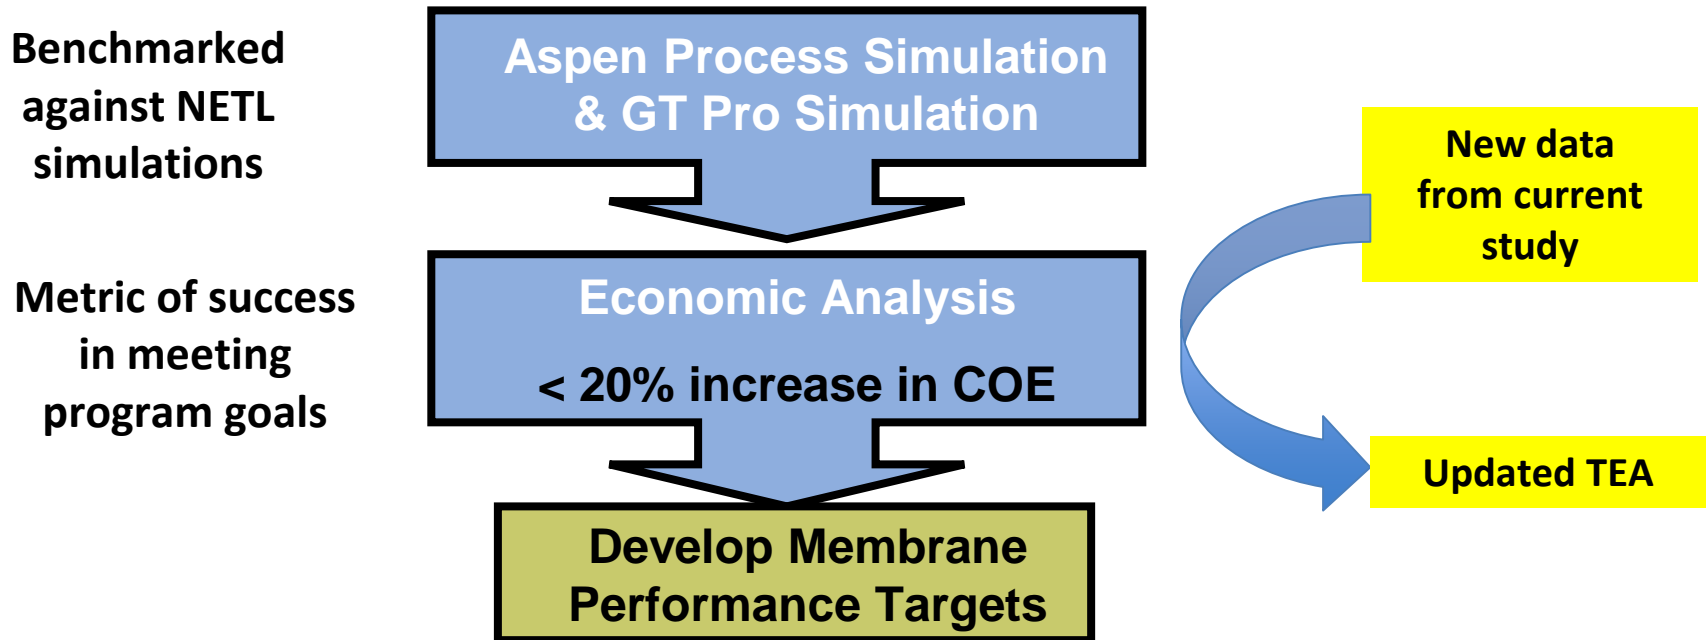 Benchmarked
against NETL
simulations
Aspen Process Simulation
& GT Pro Simulation
New data
from current
study
Metric of success
in meeting
program goals
Economic Analysis
< 20% increase in COE
Updated TEA
Develop Membrane
Performance Targets